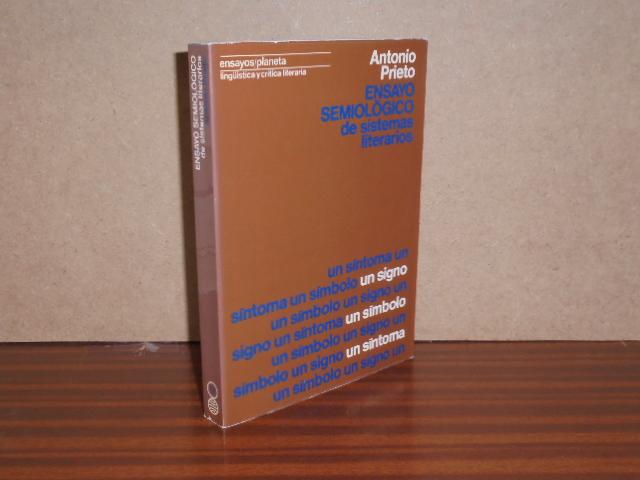 ENSAYO SEMIOLÓGICO
de sistemas literarios
ensayos/planeta
lingüística y crítica literaria
Antonio
Prieto
ENSAYO
SEMIOLÓGICO
de sistemas
literarios
un síntoma un
síntoma un símbolo un signo
un símbolo un signo un
signo un síntoma un símbolo
un símbolo un signo un
símbolo un signo un síntoma
un símbolo un signo un